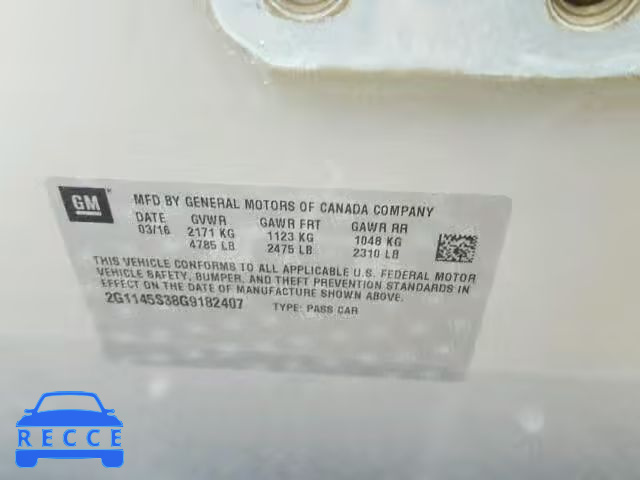 GM
MFD BY GENERAL MOTORS OF CANADA COMPANY
DATE GVWR GAWR FRT GAWR RR
03/16 2171 KG 1123 KG 1048 KG
4785 LB 2475 LB 2310 LB
THIS VEHICLE CONFORMS TO ALL APPLICABLE U.S. FEDERAL MOTOR
VEHICLE SAFETY, BUMPER, AND THEFT PREVENTION STANDARDS
IN EFFECT ON THE DATE OF MANUFACTURE SHOWN ABOVE.
2G1145S38G9182407 TYPE: PASS CAR
RECCE